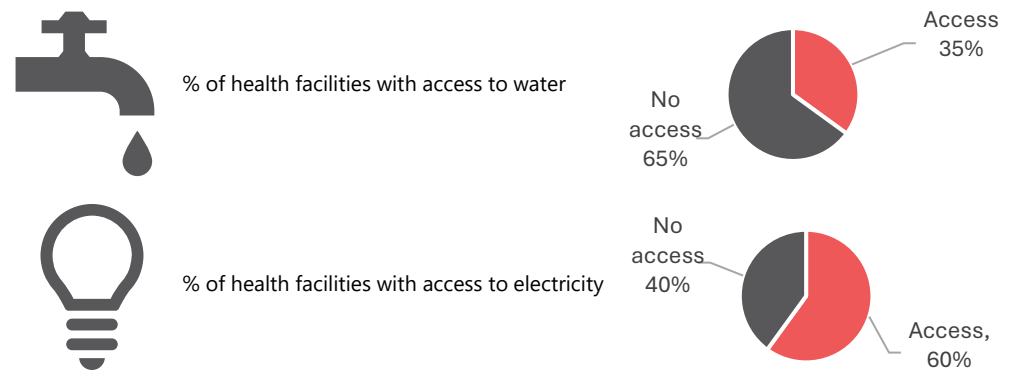 % of health facilities with access to water
Access
35%
No
access
65%
% of health facilities with access to electricity
No
access
40%
Access,
60%